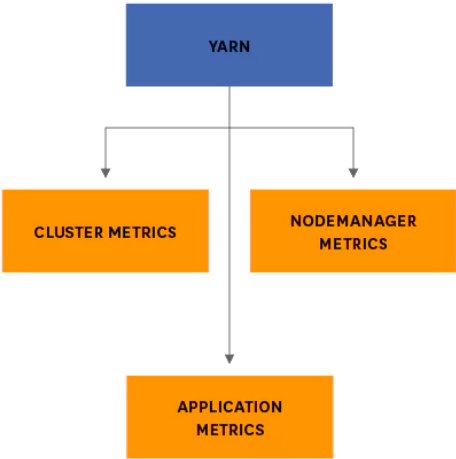 YARN
CLUSTER METRICS
NODEMANAGER
METRICS
APPLICATION
METRICS